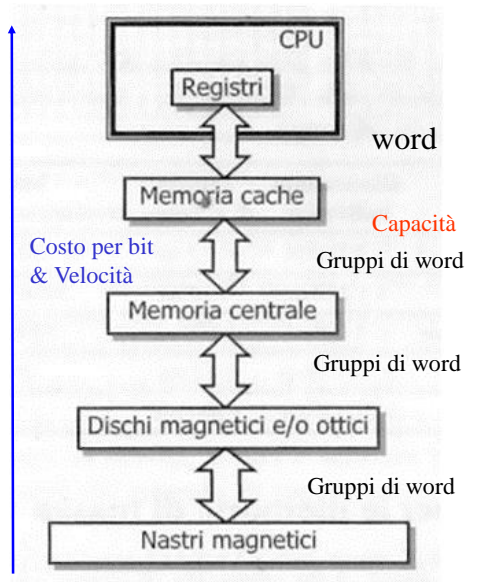 CPU
Registri
word
Memoria cache
Capacità
Costo per bit
& Velocità
Gruppi di word
Memoria centrale
Gruppi di word
Dischi magnetici e/o ottici
Gruppi di word
Nastri magnetici